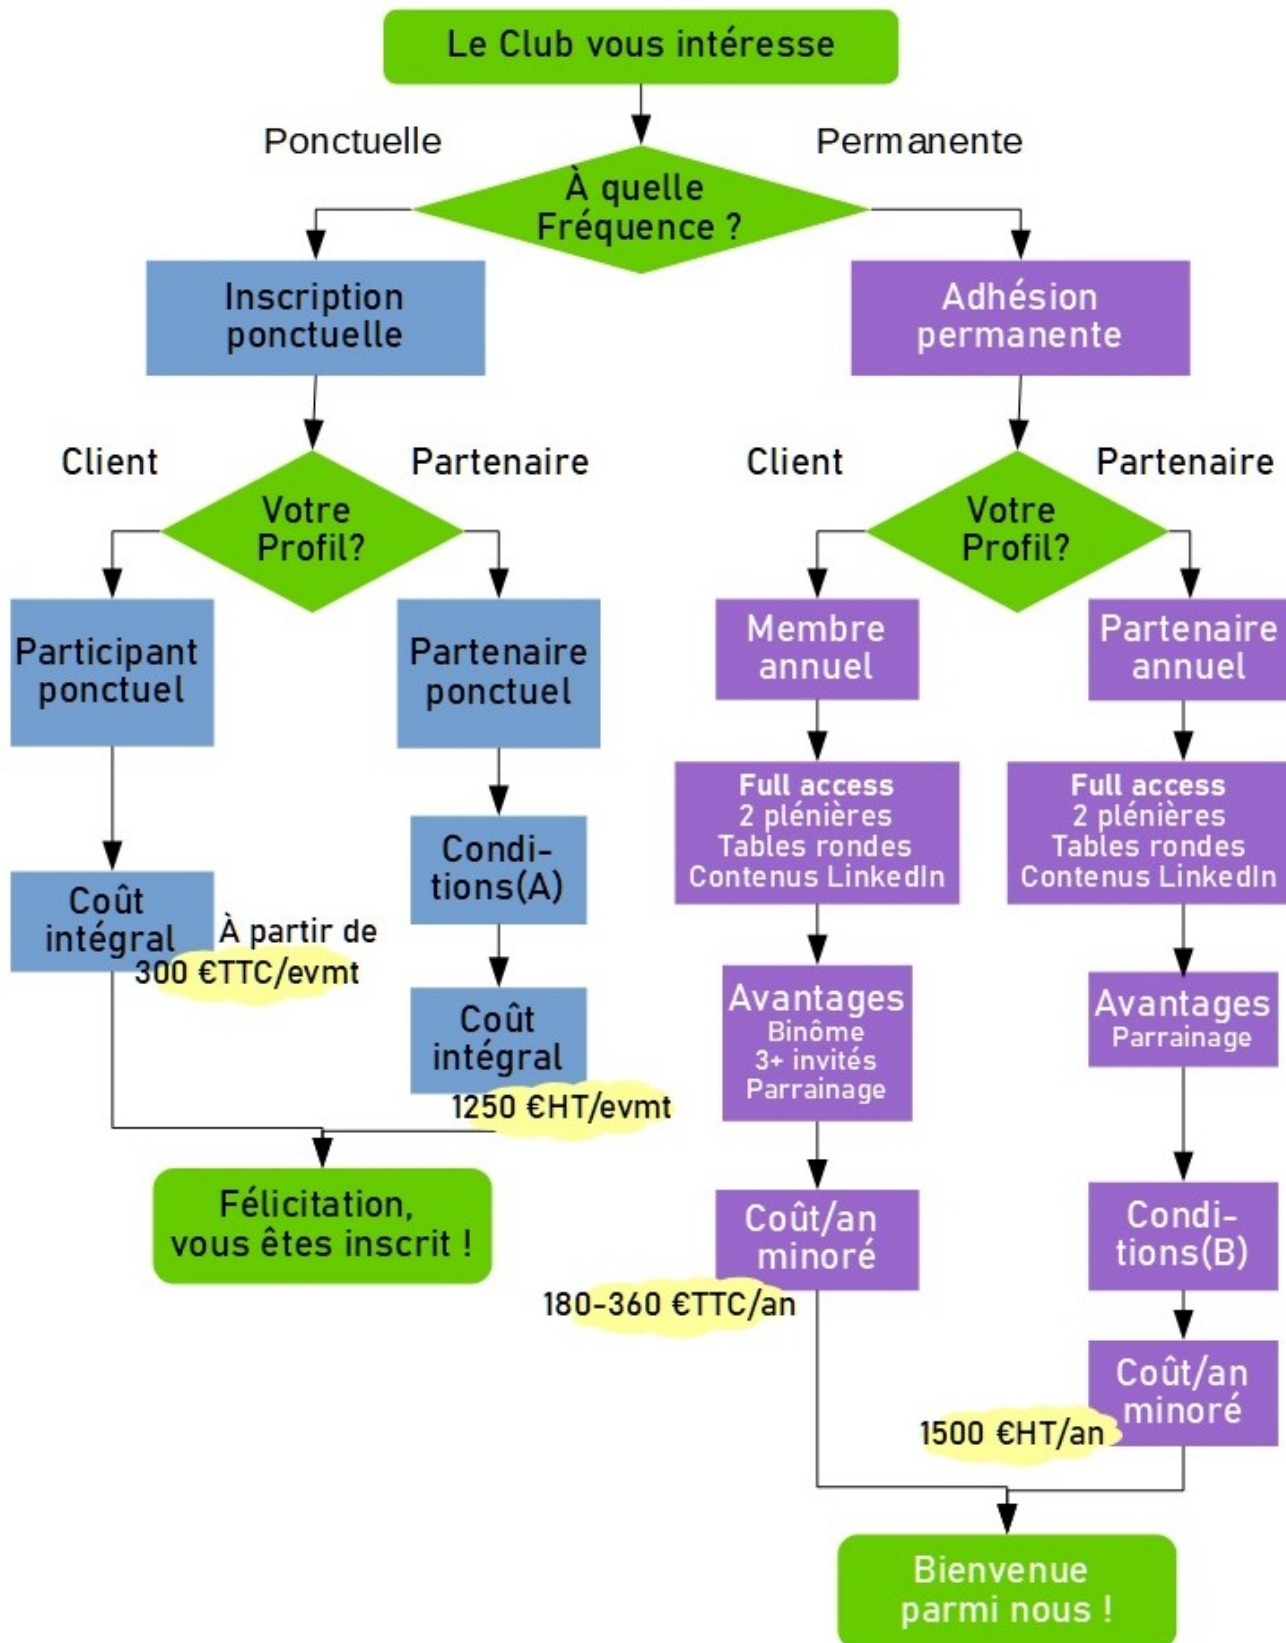 Le Club vous intéresse
Ponctuelle
Permanente
À quelle
Fréquence ?
Inscription
ponctuelle
Adhésion
permanente
Client
Partenaire
Votre
Profil?
Client
Partenaire
Votre
Profil?
Participant
ponctuel
Partenaire
ponctuel
Membre
annuel
Partenaire
annuel
Full access
2 plénières
Tables rondes
Contenus LinkedIn
Full access
2 plénières
Tables rondes
Contenus LinkedIn
Condi-
tions(A)
Coût
intégral
À partir de
300 €TTC/evmt
Coût
intégral
1250 €HT/evmt
Avantages
Binôme
3+ invités
Parrainage
Avantages
Parrainage
Félicitation,
vous êtes inscrit !
Coût/an
minoré
180-360 €TTC/an
Condi-
tions(B)
Coût/an
minoré
1500 €HT/an
Bienvenue
parmi nous !